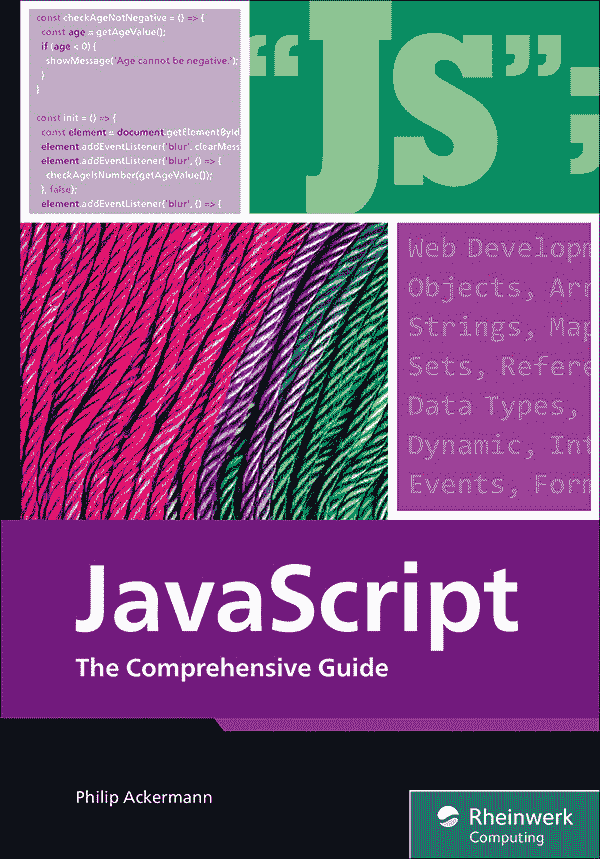 const checkAgeNotNegative = () => {
const age = getAgeValue();
if (age < 0) {
showMessage('Age cannot be negative.');
}
}
const init = () => {
const element = document.getElementById
element.addEventListener('blur', clearMess
element.addEventListener('blur', () => {
checkAgeIsNumber(getAgeValue());
}, false);
element.addEventListener('blur', () => {
“JS”;
Web Developm
Objects, Arr
Strings, Map
Sets, Refere
Data Types,
Dynamic, Int
Events, Form
JavaScript
The Comprehensive Guide
Philip Ackermann
Rheinwerk
Computing